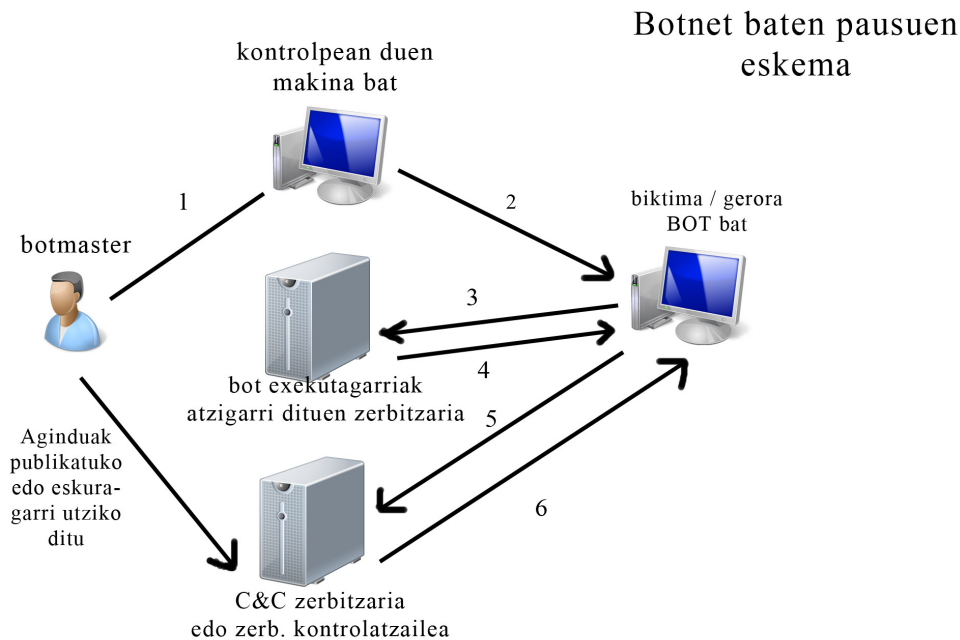 Botnet baten pausuen
eskema
kontrolpean duen
makina bat
1
2
biktima / gerora
BOT bat
botmaster
3
4
bot exekutagarriak
atzigarri dituen zerbitzaria
5
Aginduak
publikatuko
edo eskura-
garri utziko
ditu
6
C&C zerbitzaria
edo zerb. kontrolatzailea